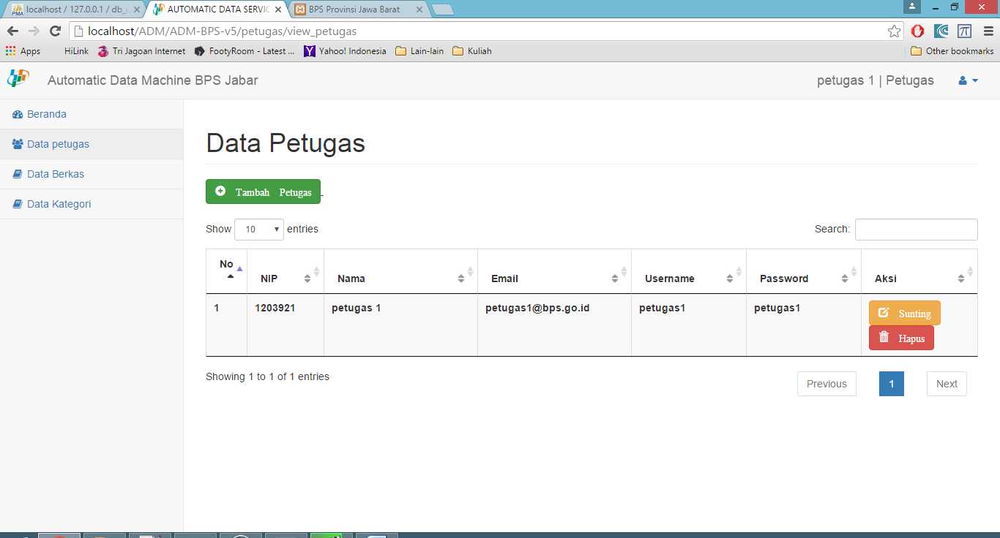 localhost / 127.0.0.1 / db_
AUTOMATIC DATA SERVIC
BPS Provinsi Jawa Barat
localhost/ADM/ADM-BPS-v5/petugas/view_petugas
Apps HiLink Tri Jagoan Internet FootyRoom - Latest ... Yahoo! Indonesia Lain-lain Kuliah Other bookmarks
Automatic Data Machine BPS Jabar
petugas 1 | Petugas
Beranda
Data petugas
Data Berkas
Data Kategori
Data Petugas
Tambah Petugas
Show 10 entries
Search:
No NIP Nama Email Username Password Aksi
1 1203921 petugas 1 petugas1@bps.go.id petugas1 petugas1 Sunting
Hapus
Showing 1 to 1 of 1 entries
Previous 1 Next